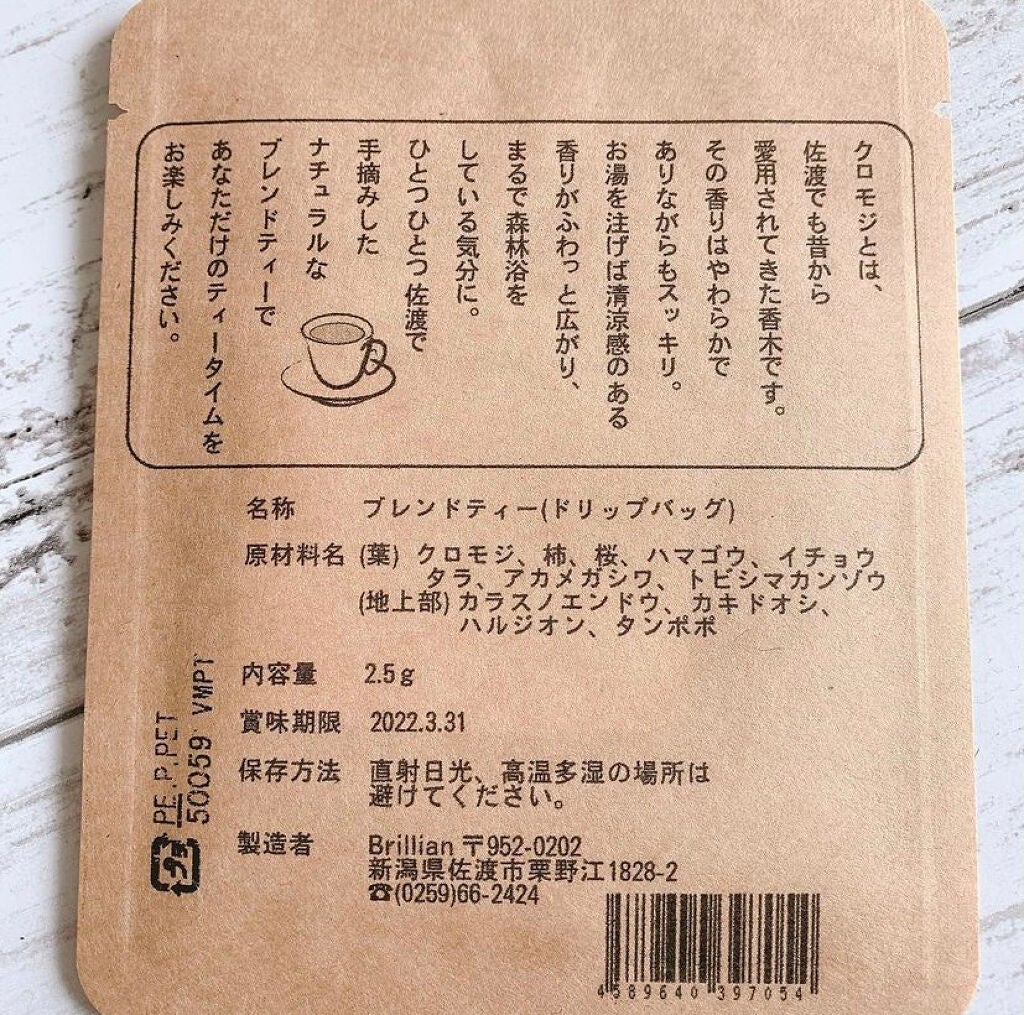 クロモジとは、
佐渡でも昔から
愛用されてきた香木です。
その香りはやわらかで
ありながらもスッキリ。
お湯を注げば清涼感のある
香りがふわっと広がり、
まるで森林浴を
している気分に。
ひとつひとつ佐渡で
手摘みした
ナチュラルな
ブレンドティーで
あなただけのティータイムを
お楽しみください。
名称 ブレンドティー(ドリップバッグ)
原材料名 (葉) クロモジ、柿、桜、ハマゴウ、イチョウ
タラ、アカメガシワ、トビシマカンゾウ
(地上部)カラスノエンドウ、カキドオシ、
ハルジオン、タンポポ
内容量 2.5g
賞味期限 2022.3.31
保存方法 直射日光、高温多湿の場所は
避けてください。
製造者 Brillian 〒952-0202
新潟県佐渡市栗野江1828-2
☎(0259)66-2424
プラ
PE.P.PET
50059 VMPT
4589640397054